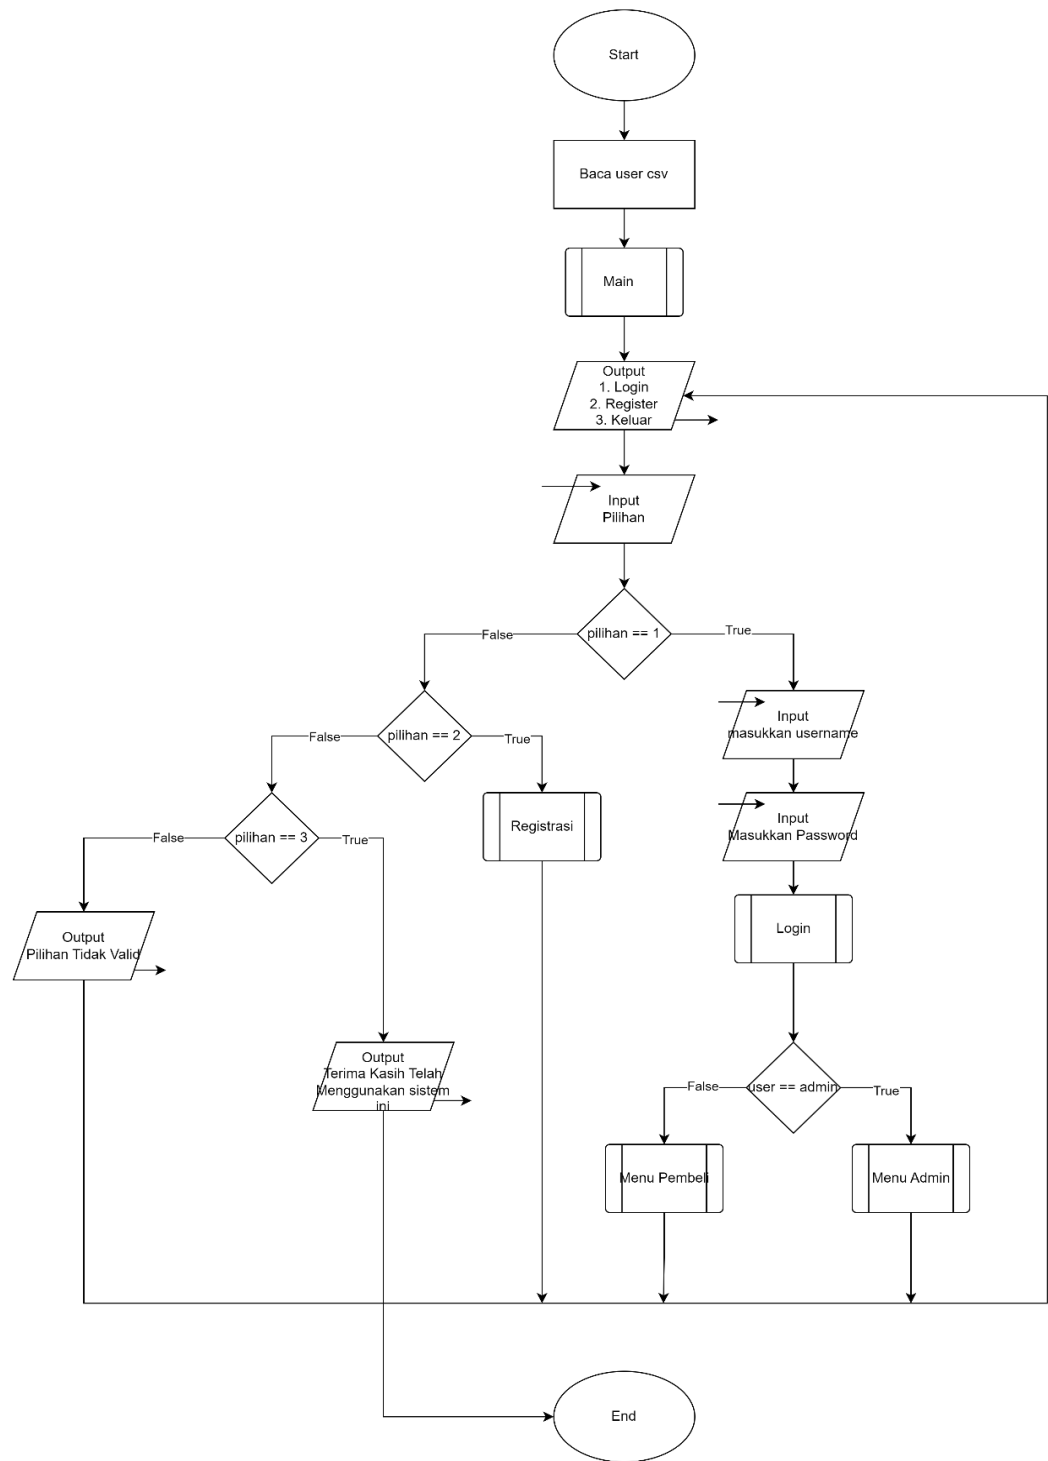 Start
Baca user csv
Main
Output
1. Login
2. Register
3. Keluar
Input
Pilihan
pilihan == 1
False
True
pilihan == 2
False
True
Input
masukkan username
pilihan == 3
False
True
Registrasi
Input
Masukkan Password
Login
Output
Pilihan Tidak Valid
Output
Terima Kasih Telah
Menggunakan sistem
ini
user == admin
False
True
Menu Pembeli
Menu Admin
End